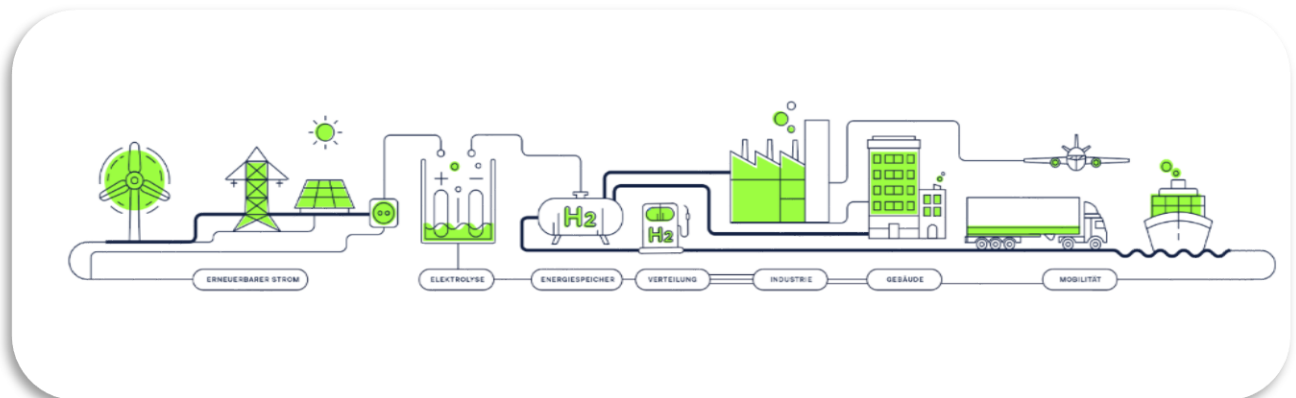 H2
H2
ERNEUERBARER STROM
ELEKTROLYSE
ENERGIESPEICHER
VERTEILUNG
INDUSTRIE
GEBÄUDE
MOBILITÄT